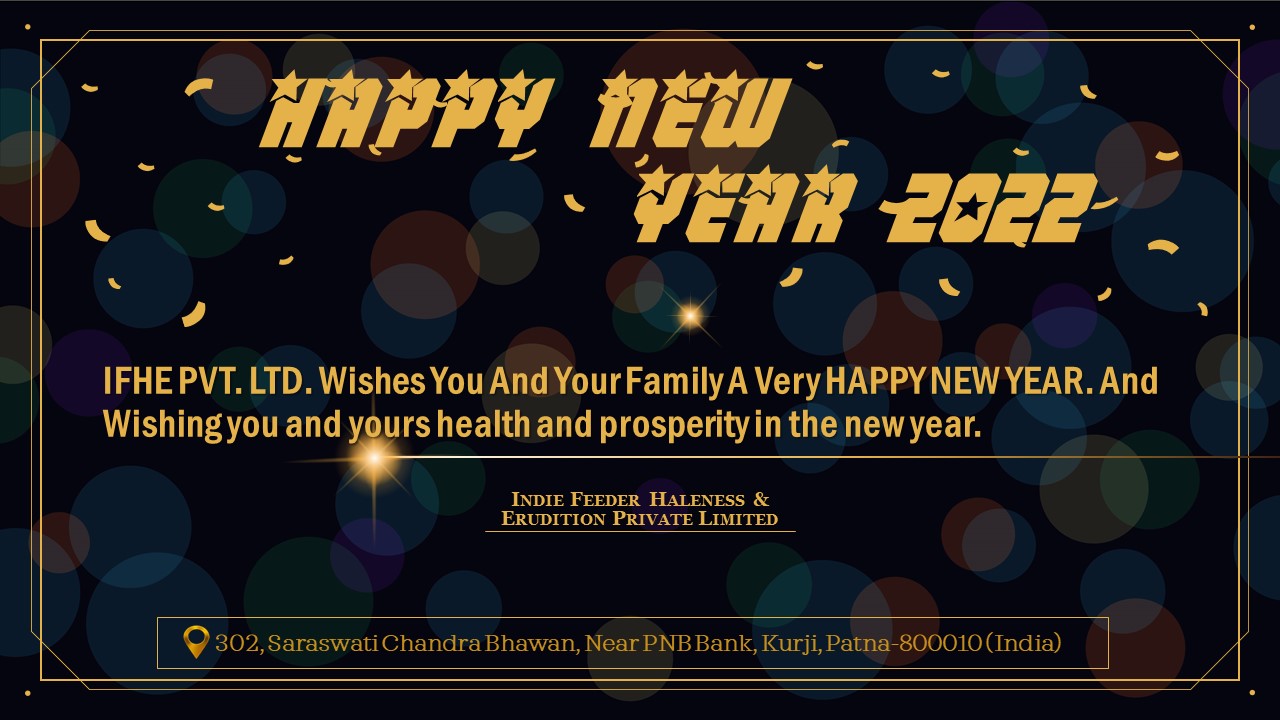 HAPPY NEW
YEAR 2022
IFHE PVT. LTD. Wishes You And Your Family A Very HAPPY NEW YEAR. And
Wishing you and yours health and prosperity in the new year.
Indie Feeder Haleness &
Erudition Private Limited
302, Saraswati Chandra Bhawan, Near PNB Bank, Kurji, Patna-800010 (India)